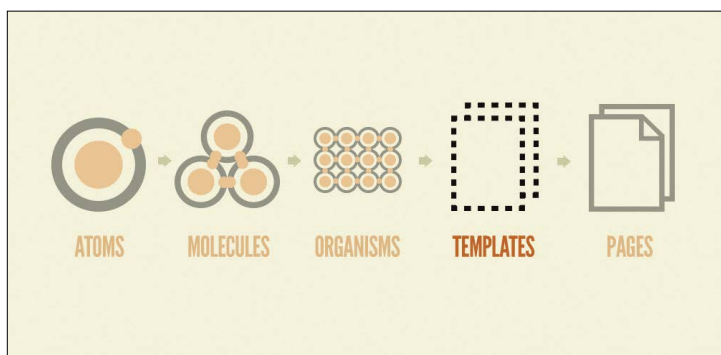 ATOMS
MOLECULES
ORGANISMS
TEMPLATES
PAGES